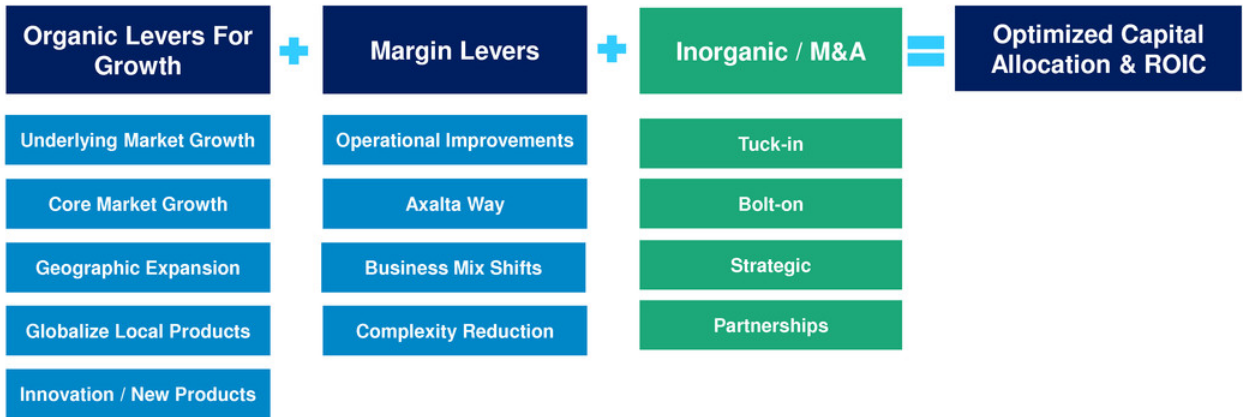 Organic Levers For
Growth
+
Margin Levers
+
Inorganic / M&A
=
Optimized Capital
Allocation & ROIC
Underlying Market Growth
Core Market Growth
Geographic Expansion
Globalize Local Products
Innovation / New Products
Operational Improvements
Axalta Way
Business Mix Shifts
Complexity Reduction
Tuck-in
Bolt-on
Strategic
Partnerships